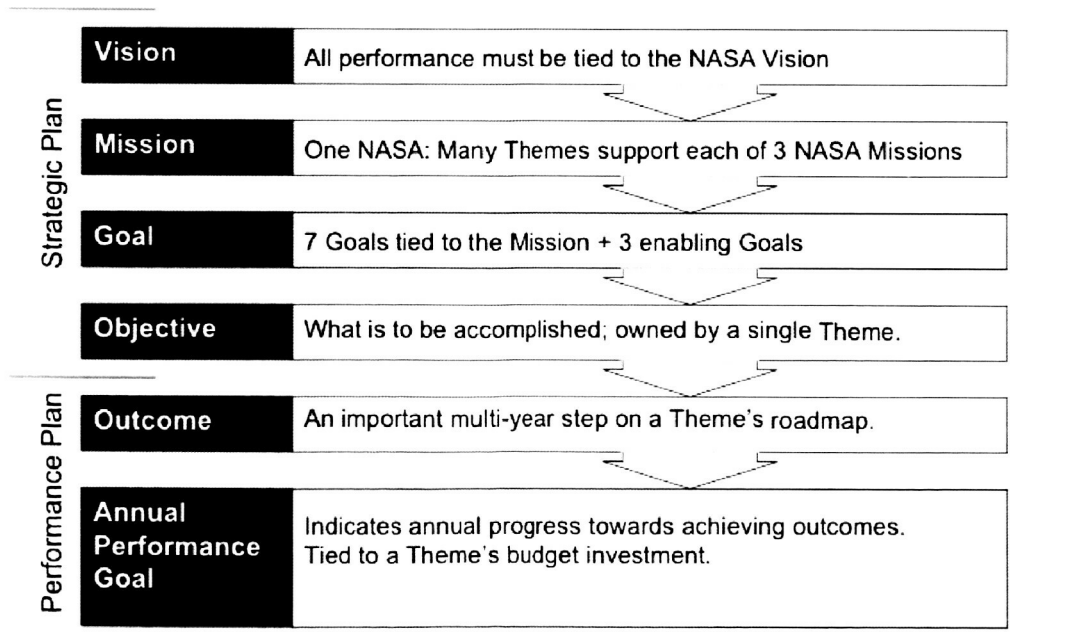 Strategic Plan
Vision
All performance must be tied to the NASA Vision
Mission
One NASA: Many Themes support each of 3 NASA Missions
Goal
7 Goals tied to the Mission + 3 enabling Goals
Objective
What is to be accomplished; owned by a single Theme.
Performance Plan
Outcome
An important multi-year step on a Theme's roadmap.
Annual
Performance
Goal
Indicates annual progress towards achieving outcomes.
Tied to a Theme's budget investment.